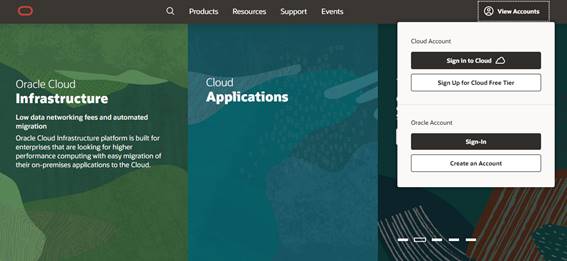 Products Resources Support Events View Accounts
Oracle Cloud
Infrastructure
Low data networking fees and automated
migration
Oracle Cloud Infrastructure platform is built for
enterprises that are looking for higher
performance computing with easy migration of
their on-premises applications to the Cloud.
Cloud
Applications
Cloud Account
Sign in to Cloud
Sign Up for Cloud Free Tier
Oracle Account
Sign-In
Create an Account